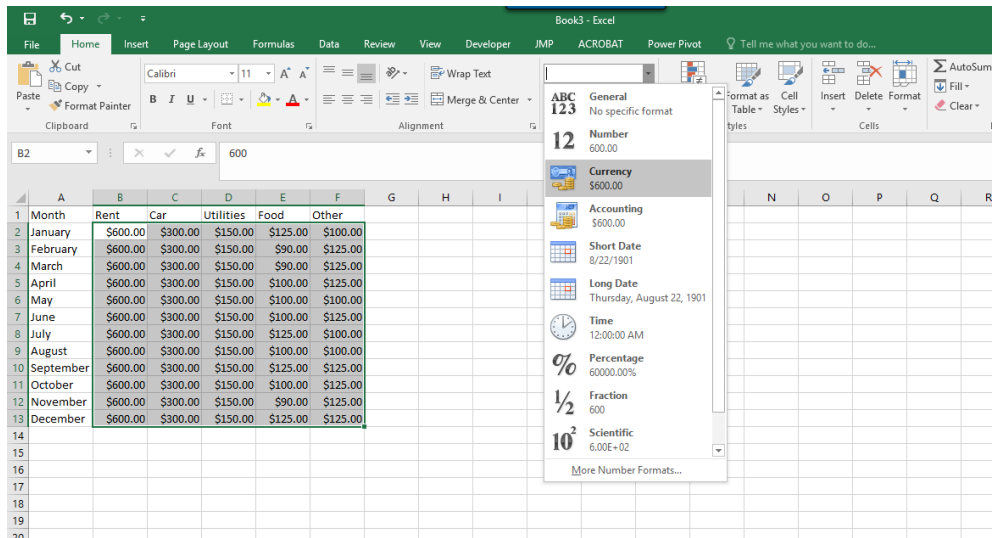 Book3 - Excel
File Home Insert Page Layout Formulas Data Review View Developer JMP ACROBAT Power Pivot Tell me what you want to do...
Paste
Cut
Copy
Format Painter
Clipboard
Calibri 11
B I U
Font
Wrap Text
Merge & Center
Alignment
Format as Table
Cell Styles
Insert Delete Format
Cells
AutoSum
Fill
Clear
B2 fx 600
A B C D E F G H I N O P Q R
1 Month Rent Car Utilities Food Other
2 January $600.00 $300.00 $150.00 $125.00 $100.00
3 February $600.00 $300.00 $150.00 $90.00 $125.00
4 March $600.00 $300.00 $150.00 $90.00 $125.00
5 April $600.00 $300.00 $150.00 $100.00 $125.00
6 May $600.00 $300.00 $150.00 $100.00 $100.00
7 June $600.00 $300.00 $150.00 $100.00 $125.00
8 July $600.00 $300.00 $150.00 $125.00 $100.00
9 August $600.00 $300.00 $150.00 $100.00 $100.00
10 September $600.00 $300.00 $150.00 $125.00 $125.00
11 October $600.00 $300.00 $150.00 $100.00 $125.00
12 November $600.00 $300.00 $150.00 $90.00 $125.00
13 December $600.00 $300.00 $150.00 $125.00 $125.00
14
15
16
17
18
19
20
ABC
123
General
No specific format
12
Number
600.00
Currency
$600.00
Accounting
$600.00
Short Date
8/22/1901
Long Date
Thursday, August 22, 1901
Time
12:00:00 AM
%
Percentage
60000.00%
1/2
Fraction
600
10²
Scientific
6.00E+02
More Number Formats...